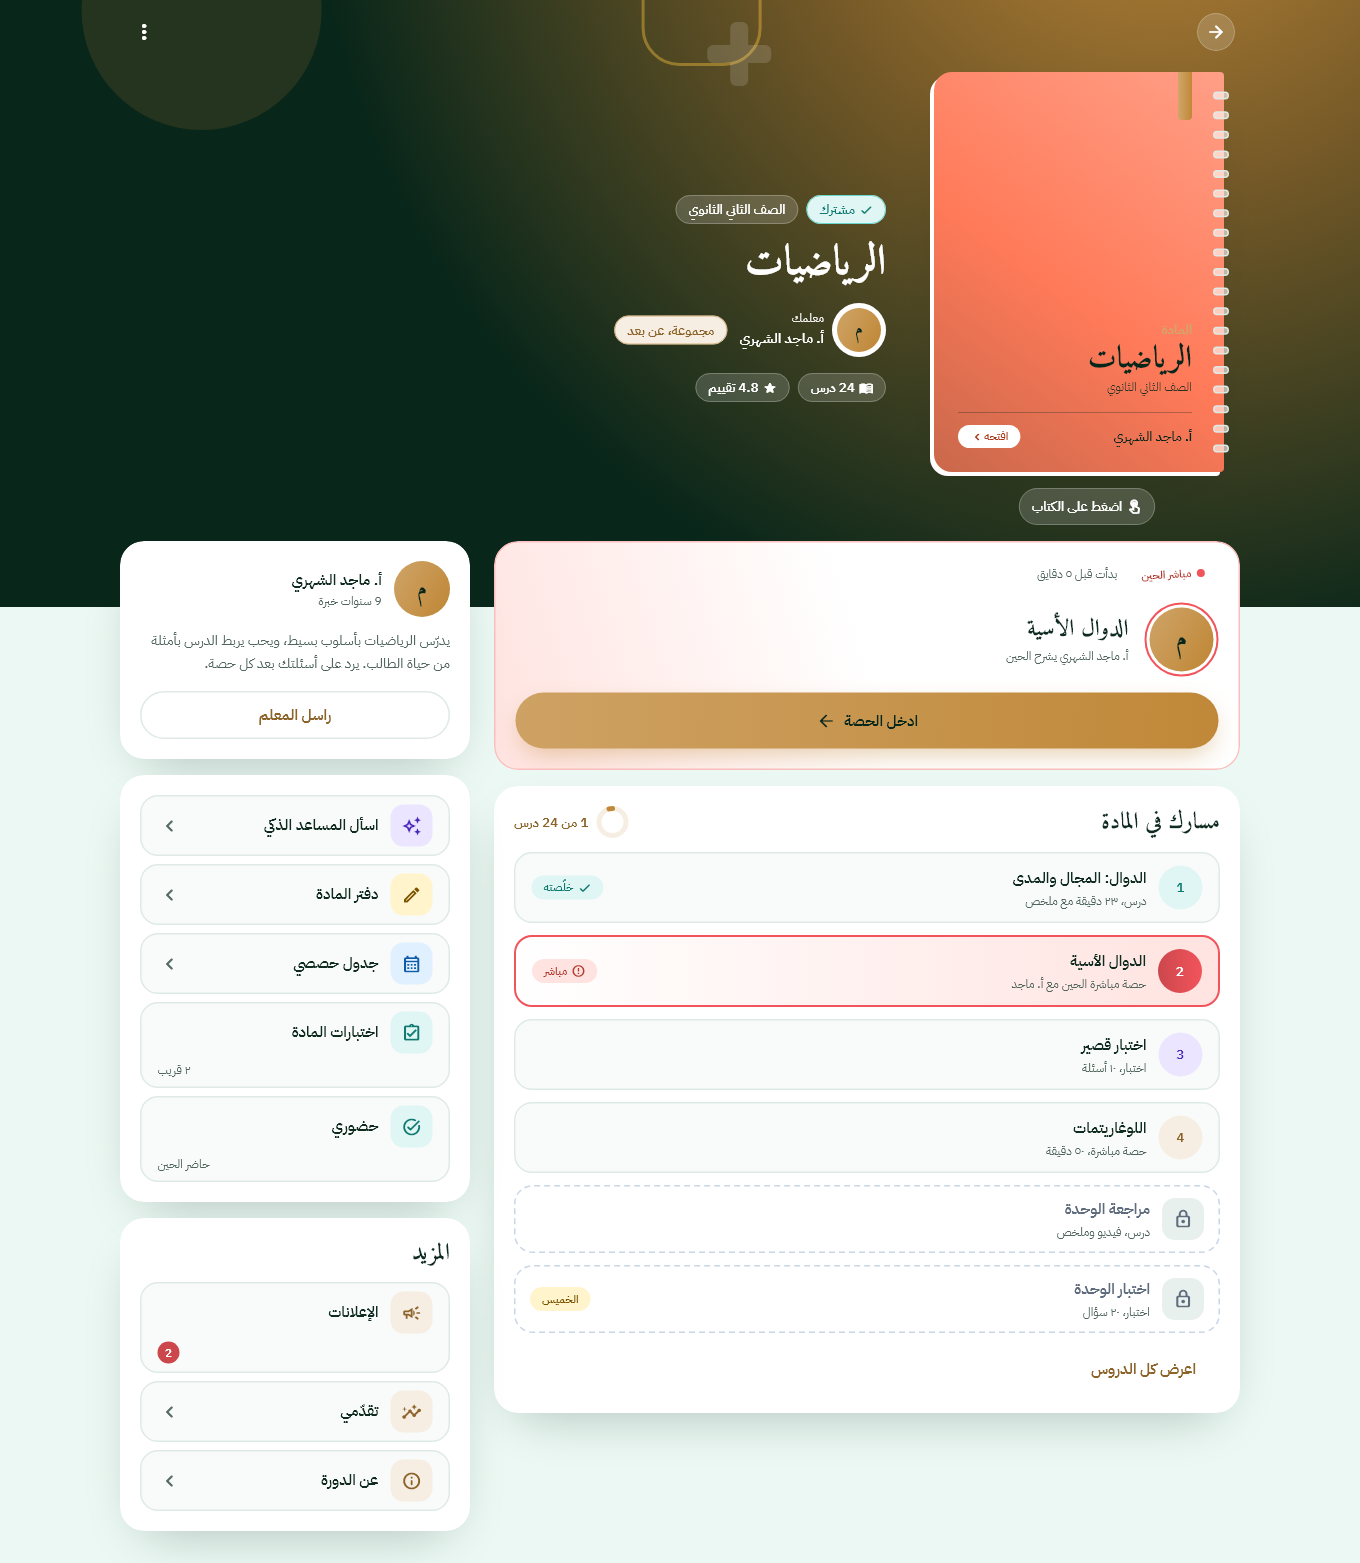 المادة
الرياضيات
الصف الثاني الثانوي
أ. ماجد الشهري
افتحه
اضغط على الكتاب
مشترك
الصف الثاني الثانوي
الرياضيات
م
معلمك
أ. ماجد الشهري
مجموعة، عن بعد
24 درس
4.8 تقييم
مباشر الحين
بدأت قبل ٥ دقايق
م
الدوال الأسية
أ. ماجد الشهري يشرح الحين
ادخل الحصة
مسارك في المادة
1 من 24 درس
1
الدوال: المجال والمدى
درس، ٢٣ دقيقة مع ملخص
خلّصته
2
الدوال الأسية
حصة مباشرة الحين مع أ. ماجد
مباشر
3
اختبار قصير
اختبار، ١٠ أسئلة
4
اللوغاريتمات
حصة مباشرة، ٥٠ دقيقة
مراجعة الوحدة
درس، فيديو وملخص
اختبار الوحدة
اختبار، ٢٠ سؤال
الخميس
اعرض كل الدروس
م
أ. ماجد الشهري
9 سنوات خبرة
يدرّس الرياضيات بأسلوب بسيط، ويحب يربط الدرس بأمثلة
من حياة الطالب. يرد على أسئلتك بعد كل حصة.
راسل المعلم
اسأل المساعد الذكي
دفتر المادة
جدول حصصي
اختبارات المادة
٢ قريب
حضوري
حاضر الحين
المزيد
الإعلانات
2
تقدّمي
عن الدورة